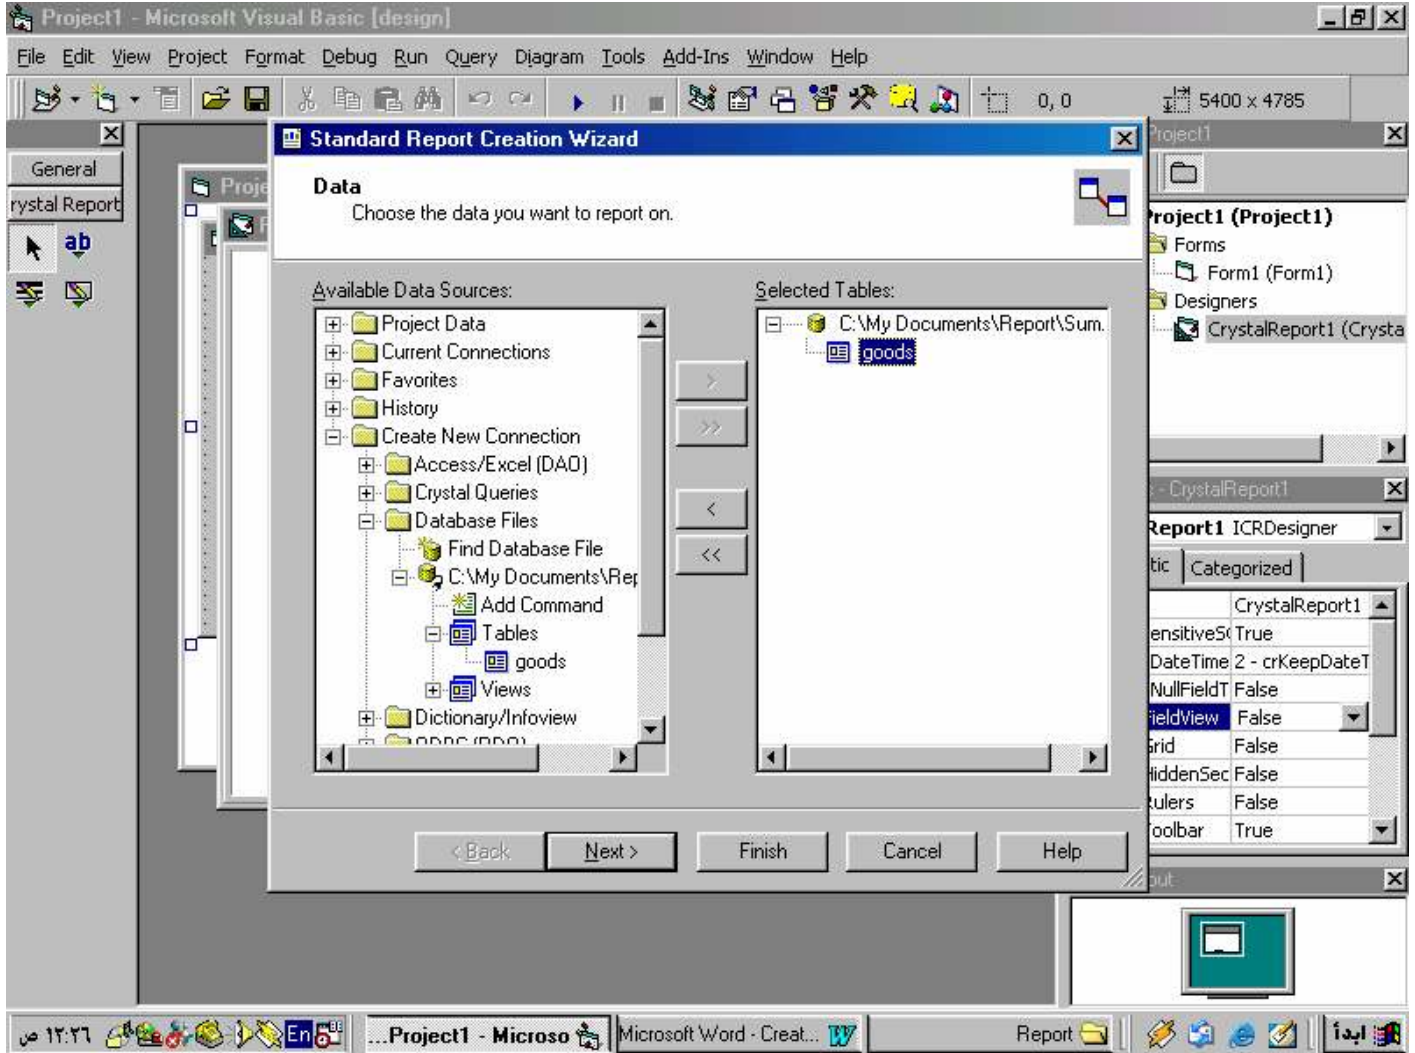 Project1 - Microsoft Visual Basic [design]
File Edit View Project Format Debug Run Query Diagram Tools Add-Ins Window Help
0, 0 5400 x 4785
General
rystal Report
ab
Proje
Standard Report Creation Wizard
Data
Choose the data you want to report on.
Available Data Sources:
Project Data
Current Connections
Favorites
History
Create New Connection
Access/Excel (DAO)
Crystal Queries
Database Files
Find Database File
C:\My Documents\Rep
Add Command
Tables
goods
Views
Dictionary/Infoview
>
>>
<
<<
Selected Tables:
C:\My Documents\Report\Sum.
goods
< Back Next > Finish Cancel Help
Project1
Project1 (Project1)
Forms
Form1 (Form1)
Designers
CrystalReport1 (Crysta
- CrystalReport1
Report1 ICRDesigner
tic Categorized
CrystalReport1
ensitiveS True
DateTime 2 - crKeepDateT
NullFieldT False
FieldView False
Grid False
HiddenSec False
Rulers False
Toolbar True
out
١٢:٢٦ ص
En
...Project1 - Microso
Microsoft Word - Creat...
Report
ابدأ